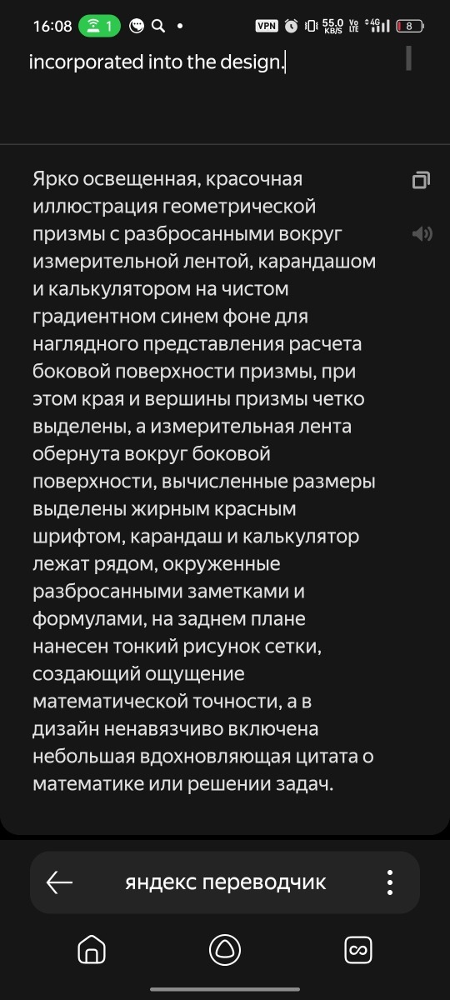 16:08 1 VPN 55.0 KB/S Vo LTE 4G 8
incorporated into the design.
Ярко освещенная, красочная
иллюстрация геометрической
призмы с разбросанными вокруг
измерительной лентой, карандашом
и калькулятором на чистом
градиентном синем фоне для
наглядного представления расчета
боковой поверхности призмы, при
этом края и вершины призмы четко
выделены, а измерительная лента
обернута вокруг боковой
поверхности, вычисленные размеры
выделены жирным красным
шрифтом, карандаш и калькулятор
лежат рядом, окруженные
разбросанными заметками и
формулами, на заднем плане
нанесен тонкий рисунок сетки,
создающий ощущение
математической точности, а в
дизайн ненавязчиво включена
небольшая вдохновляющая цитата о
математике или решении задач.
яндекс переводчик